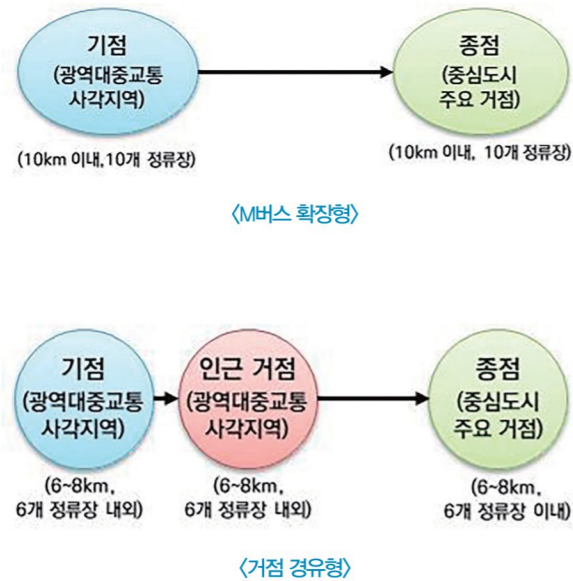 기점
(광역대중교통
사각지역)
종점
(중심도시
주요 거점)
(10km 이내,10개 정류장)
(10km 이내, 10개 정류장)
〈M버스 확장형〉
기점
(광역대중교통
사각지역)
인근 거점
(광역대중교통
사각지역)
종점
(중심도시
주요 거점)
(6~8km,
6개 정류장 내외)
(6~8km,
6개 정류장 내외)
(6~8km,
6개 정류장 이내)
〈거점 경유형〉